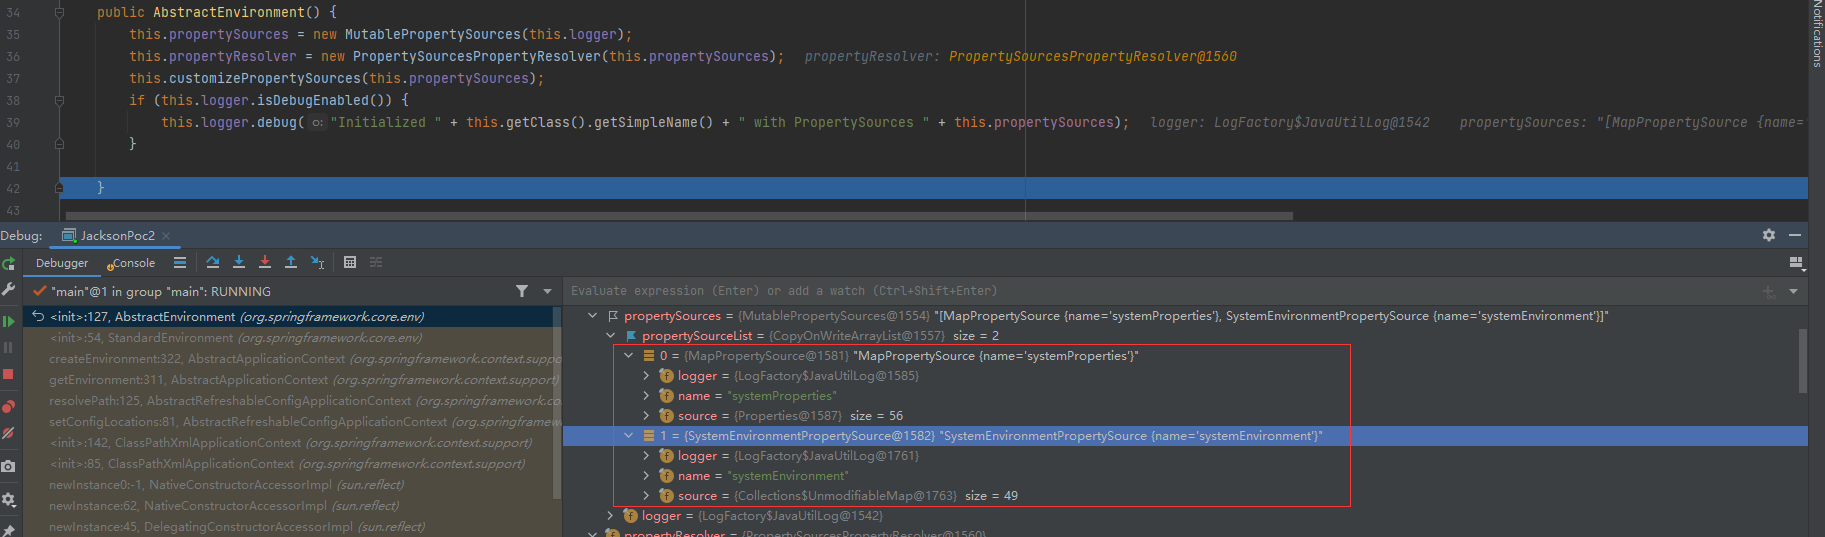 34 public AbstractEnvironment() {
35 this.propertySources = new MutablePropertySources(this.logger);
36 this.propertyResolver = new PropertySourcesPropertyResolver(this.propertySources); propertyResolver: PropertySourcesPropertyResolver@1560
37 this.customizePropertySources(this.propertySources);
38 if (this.logger.isDebugEnabled()) {
39 this.logger.debug( o: "Initialized " + this.getClass().getSimpleName() + " with PropertySources " + this.propertySources); logger: LogFactory$JavaUtilLog@1542 propertySources: "[MapPropertySource {name='
40 }
41
42 }
43
Notifications
Debug: JacksonPoc2
Debugger Console
"main"@1 in group "main": RUNNING
Evaluate expression (Enter) or add a watch (Ctrl+Shift+Enter)
<init>:127, AbstractEnvironment (org.springframework.core.env)
<init>:54, StandardEnvironment (org.springframework.core.env)
createEnvironment:322, AbstractApplicationContext (org.springframework.context.suppo
getEnvironment:311, AbstractApplicationContext (org.springframework.context.support)
resolvePath:125, AbstractRefreshableConfigApplicationContext (org.springframework.co
setConfigLocations:81, AbstractRefreshableConfigApplicationContext (org.springframew
<init>:142, ClassPathXmlApplicationContext (org.springframework.context.support)
<init>:85, ClassPathXmlApplicationContext (org.springframework.context.support)
newInstance0:-1, NativeConstructorAccessorImpl (sun.reflect)
newInstance:62, NativeConstructorAccessorImpl (sun.reflect)
newInstance:45, DelegatingConstructorAccessorImpl (sun.reflect)
propertySources = {MutablePropertySources@1554} "[MapPropertySource {name='systemProperties'}, SystemEnvironmentPropertySource {name='systemEnvironment'}]"
propertySourceList = {CopyOnWriteArrayList@1557} size = 2
0 = {MapPropertySource@1581} "MapPropertySource {name='systemProperties'}"
logger = {LogFactory$JavaUtilLog@1585}
name = "systemProperties"
source = {Properties@1587} size = 56
1 = {SystemEnvironmentPropertySource@1582} "SystemEnvironmentPropertySource {name='systemEnvironment'}"
logger = {LogFactory$JavaUtilLog@1761}
name = "systemEnvironment"
source = {Collections$UnmodifiableMap@1763} size = 49
logger = {LogFactory$JavaUtilLog@1542}
propertyResolver = {PropertySourcesPropertyResolver@1560}